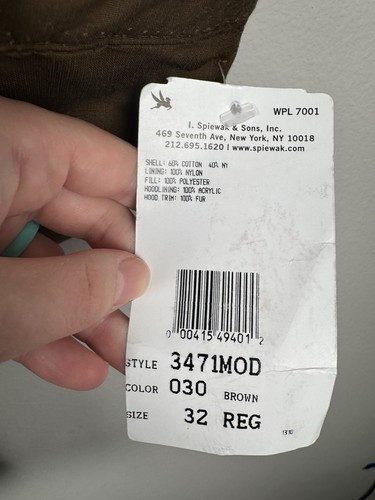 WPL 7001
I. Spiewak & Sons, Inc.
469 Seventh Ave, New York, NY 10018
212.695.1620 | www.spiewak.com
SHELL: 60% COTTON 40% NY
LINING: 100% NYLON
FILL: 100% POLYESTER
HOODLINING: 100% ACRYLIC
HOOD TRIM: 100% FUR
0 00415 49401 2
STYLE 3471MOD
COLOR 030 BROWN
SIZE 32 REG